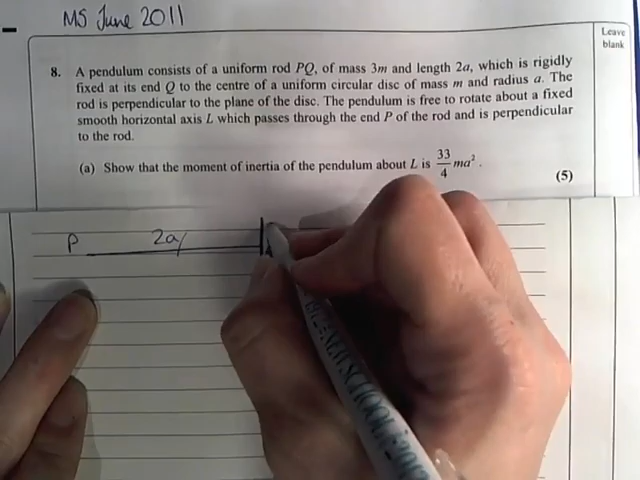 MS June 2011
Leave
blank
8. A pendulum consists of a uniform rod PQ, of mass 3m and length 2a, which is rigidly
fixed at its end Q to the centre of a uniform circular disc of mass m and radius a. The
rod is perpendicular to the plane of the disc. The pendulum is free to rotate about a fixed
smooth horizontal axis L which passes through the end P of the rod and is perpendicular
to the rod.
(a) Show that the moment of inertia of the pendulum about L is 33/4 ma².
(5)
P 2a